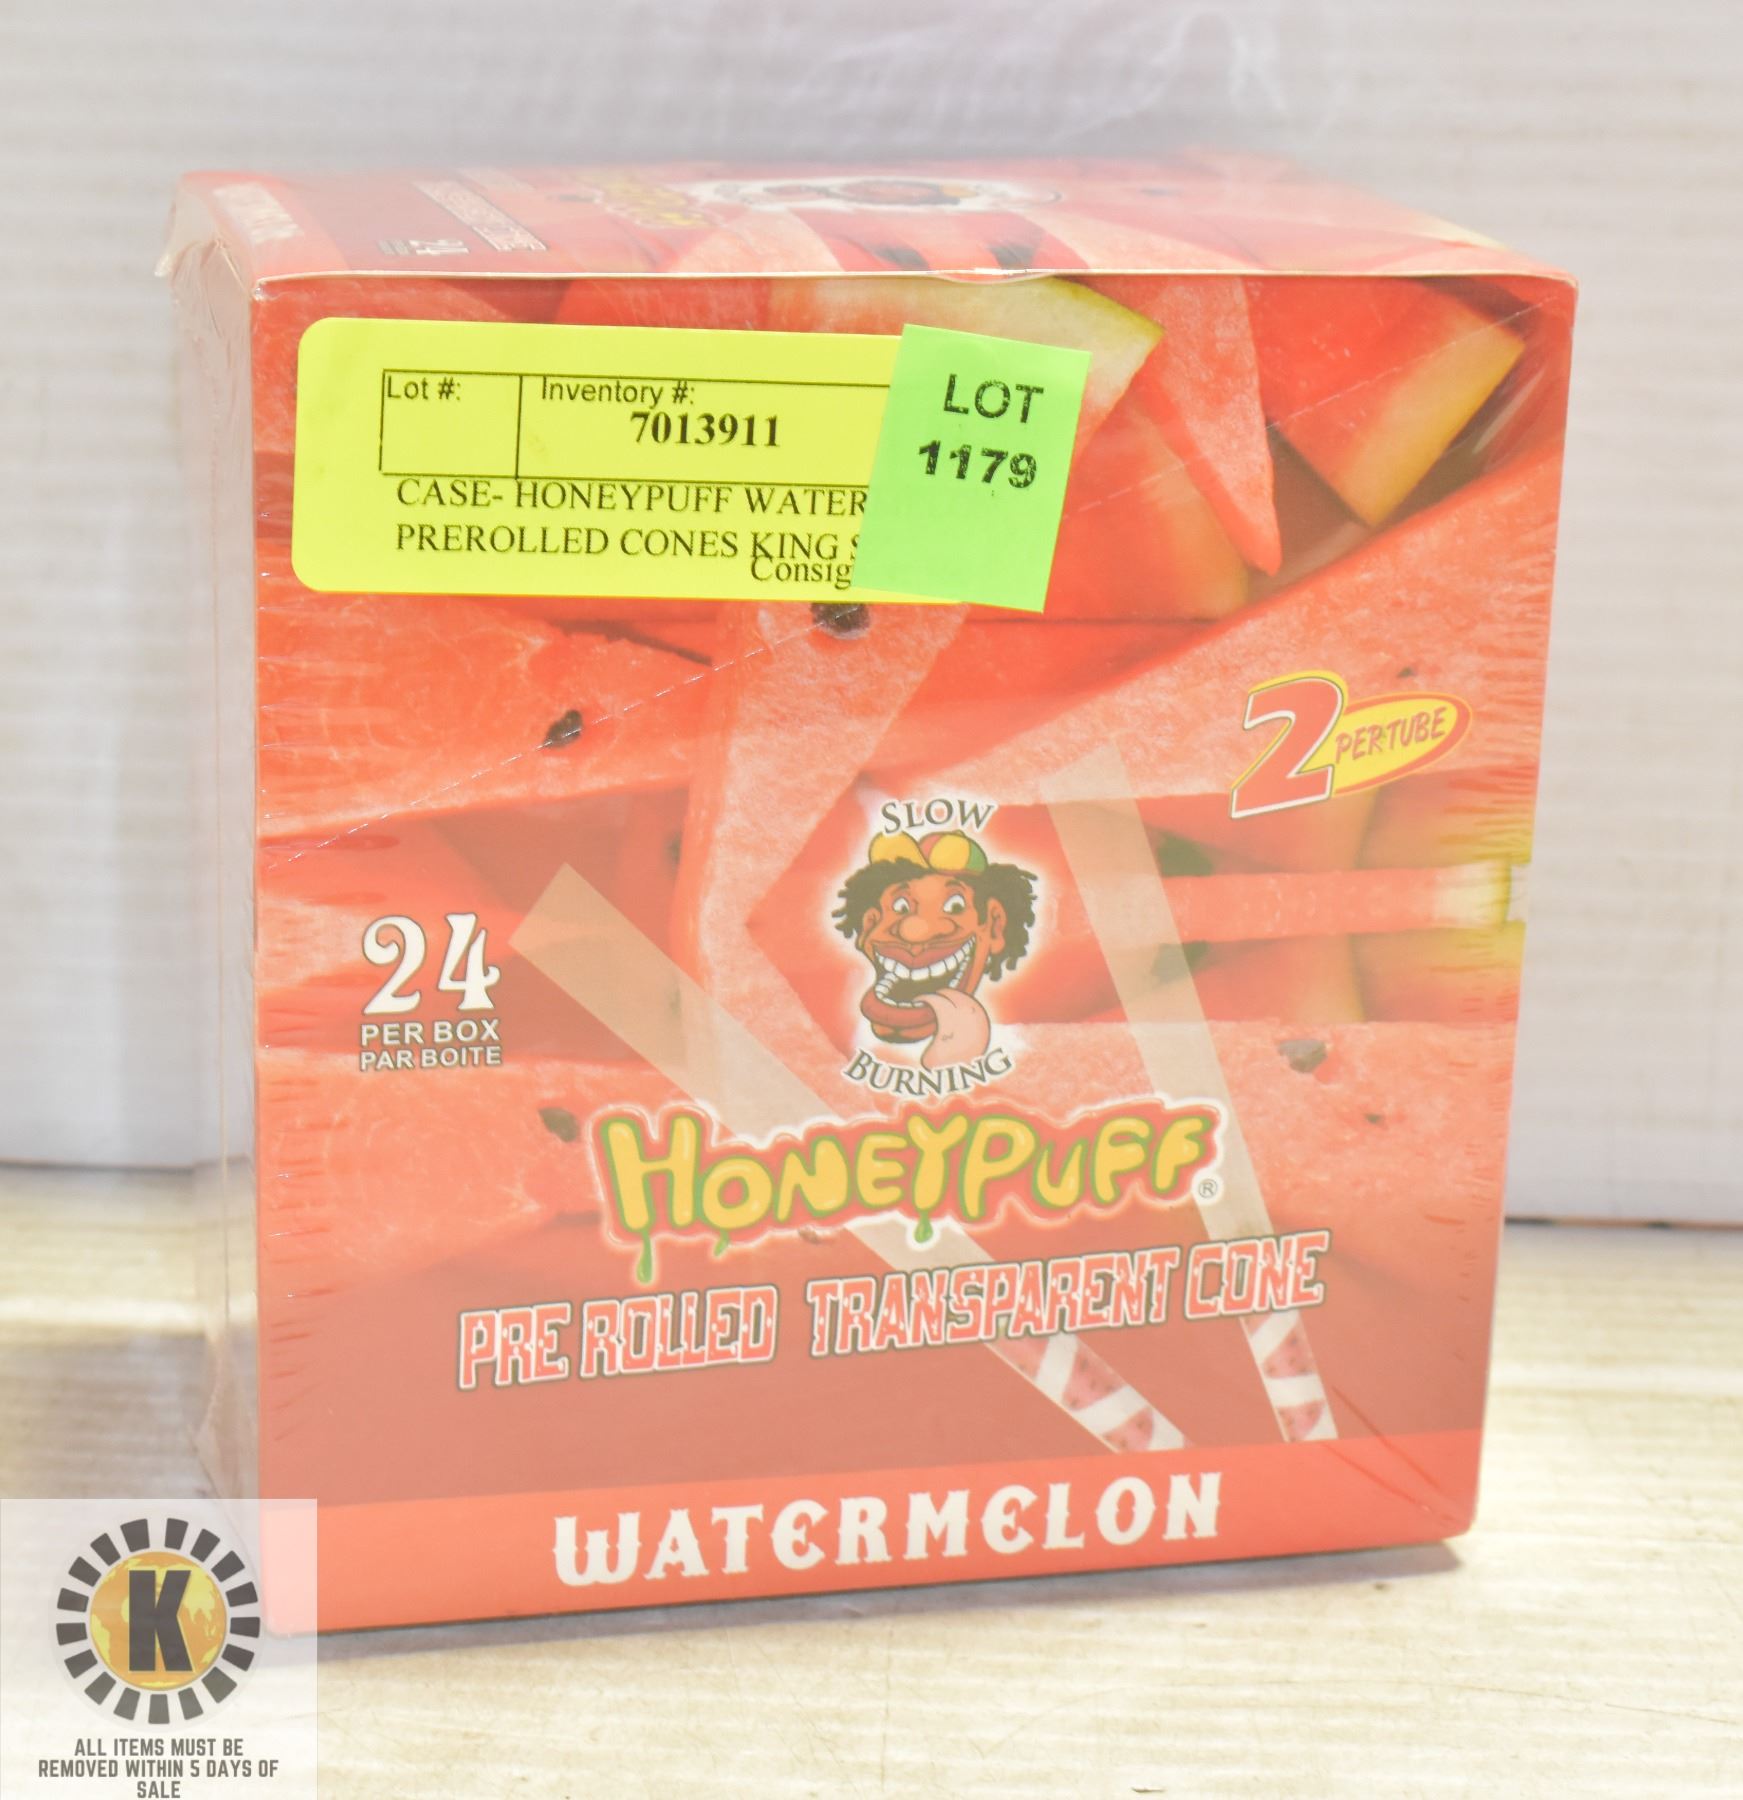 Lot #:
Inventory #:
7013911
CASE- HONEYPUFF WATER
PREROLLED CONES KING S
Consig
LOT
1179
2
PER TUBE
SLOW
BURNING
24
PER BOX
PAR BOITE
HONEYPUFF ®
PRE ROLLED TRANSPARENT CONE
WATERMELON
K
ALL ITEMS MUST BE
REMOVED WITHIN 5 DAYS OF
SALE